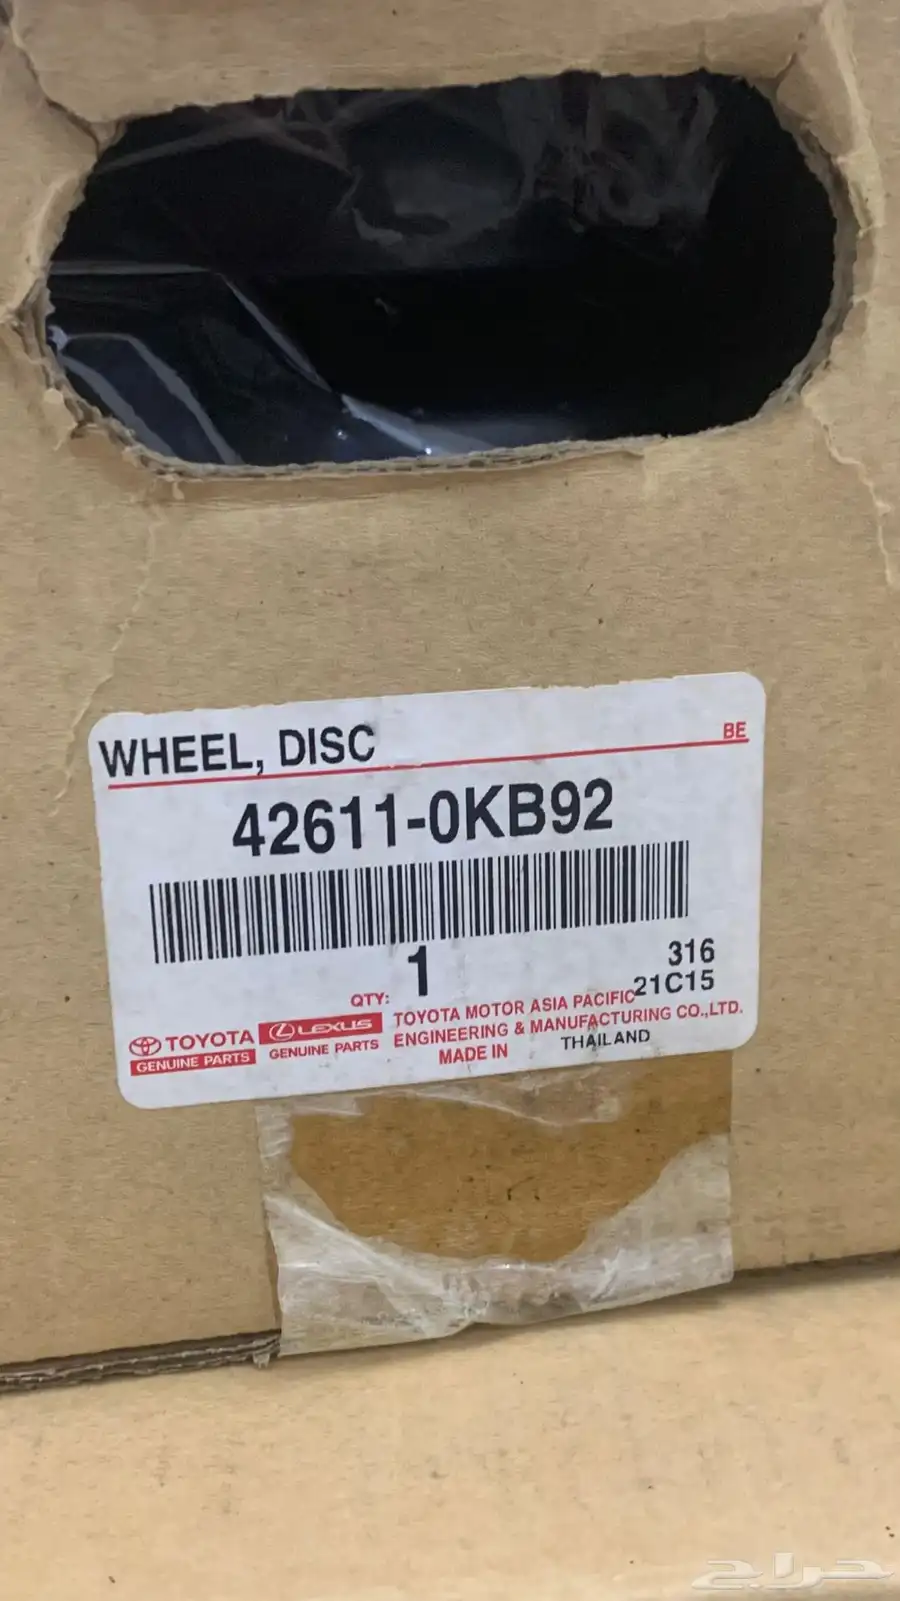 WHEEL, DISC
BE
42611-0KB92
1
316
QTY:
21C15
TOYOTA
GENUINE PARTS
LEXUS
GENUINE PARTS
TOYOTA MOTOR ASIA PACIFIC
ENGINEERING & MANUFACTURING CO.,LTD.
MADE IN THAILAND
حراج